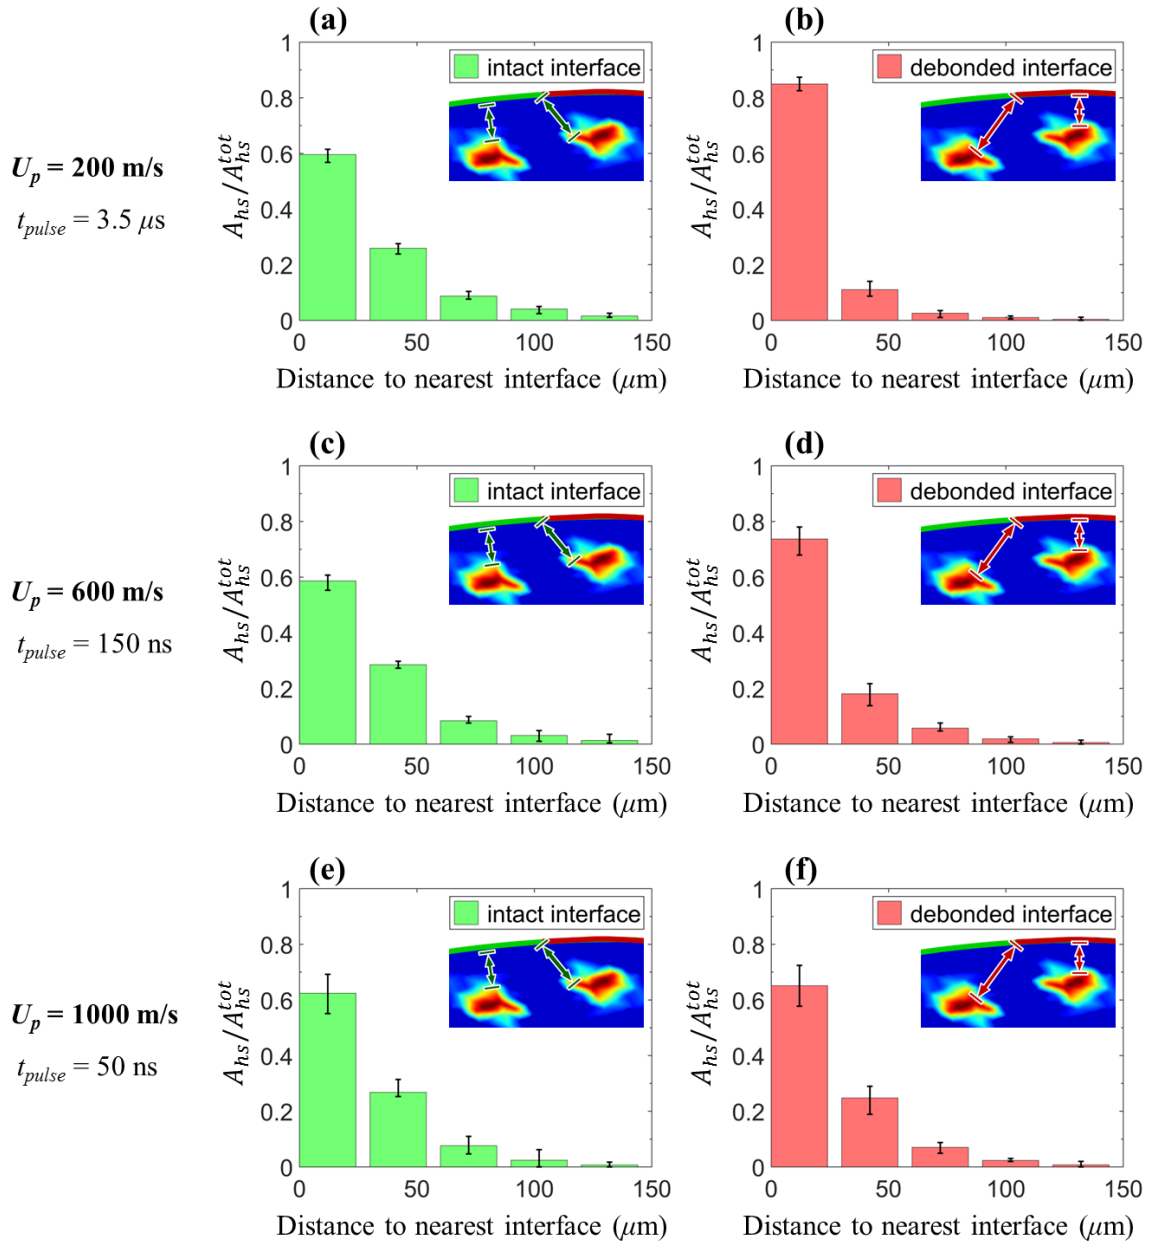 (a)
(b)
U_p = 200 m/s
t_pulse = 3.5 μs
A_hs/A_hs^tot
1
0.8
0.6
0.4
0.2
0
intact interface
0
50
100
150
Distance to nearest interface (μm)
A_hs/A_hs^tot
1
0.8
0.6
0.4
0.2
0
debonded interface
0
50
100
150
Distance to nearest interface (μm)
(c)
(d)
U_p = 600 m/s
t_pulse = 150 ns
A_hs/A_hs^tot
1
0.8
0.6
0.4
0.2
0
intact interface
0
50
100
150
Distance to nearest interface (μm)
A_hs/A_hs^tot
1
0.8
0.6
0.4
0.2
0
debonded interface
0
50
100
150
Distance to nearest interface (μm)
(e)
(f)
U_p = 1000 m/s
t_pulse = 50 ns
A_hs/A_hs^tot
1
0.8
0.6
0.4
0.2
0
intact interface
0
50
100
150
Distance to nearest interface (μm)
A_hs/A_hs^tot
1
0.8
0.6
0.4
0.2
0
debonded interface
0
50
100
150
Distance to nearest interface (μm)